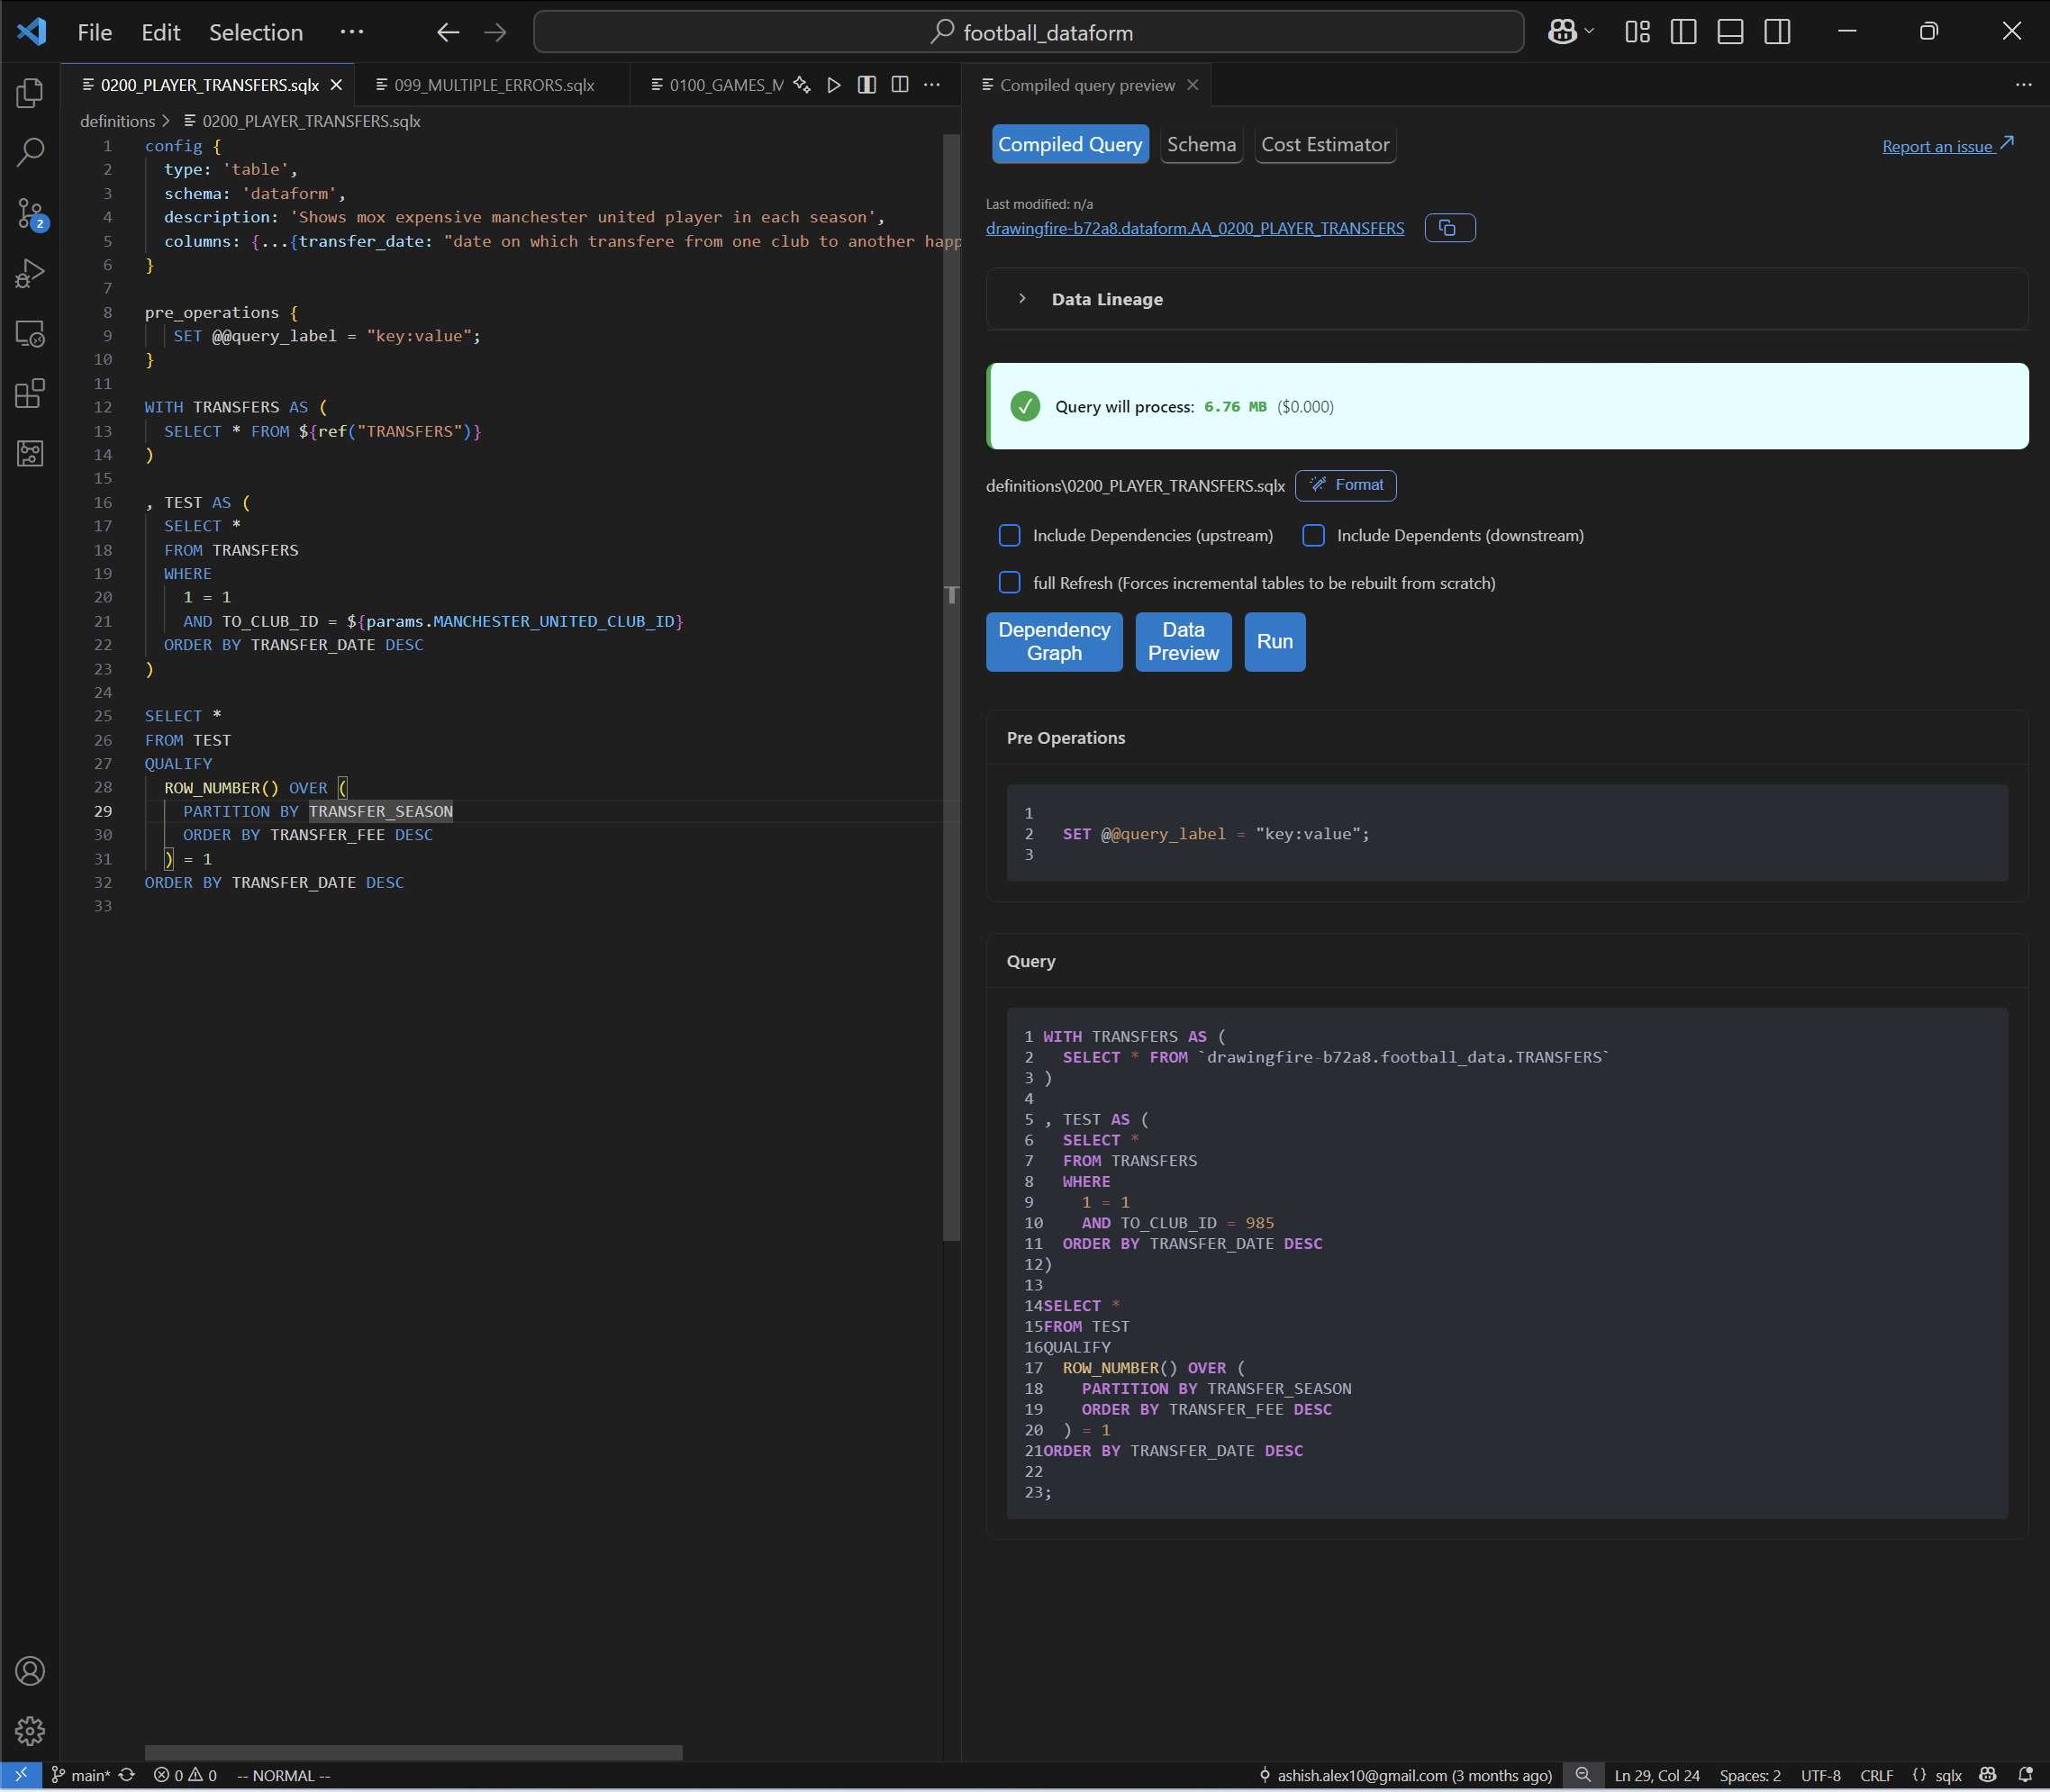 File Edit Selection ··· football_dataform
0200_PLAYER_TRANSFERS.sqlx 099_MULTIPLE_ERRORS.sqlx 0100_GAMES_M
definitions > 0200_PLAYER_TRANSFERS.sqlx
1 config {
2 type: 'table',
3 schema: 'dataform',
4 description: 'Shows mox expensive manchester united player in each season',
5 columns: {...{transfer_date: "date on which transfere from one club to another happ
6 }
7
8 pre_operations {
9 SET @@query_label = "key:value";
10 }
11
12 WITH TRANSFERS AS (
13 SELECT * FROM ${ref("TRANSFERS")}
14 )
15
16 , TEST AS (
17 SELECT *
18 FROM TRANSFERS
19 WHERE
20 1 = 1
21 AND TO_CLUB_ID = ${params.MANCHESTER_UNITED_CLUB_ID}
22 ORDER BY TRANSFER_DATE DESC
23 )
24
25 SELECT *
26 FROM TEST
27 QUALIFY
28 ROW_NUMBER() OVER (
29 PARTITION BY TRANSFER_SEASON
30 ORDER BY TRANSFER_FEE DESC
31 ) = 1
32 ORDER BY TRANSFER_DATE DESC
33
Compiled query preview
Compiled Query Schema Cost Estimator Report an issue
Last modified: n/a
drawingfire-b72a8.dataform.AA_0200_PLAYER_TRANSFERS
Data Lineage
Query will process: 6.76 MB ($0.000)
definitions\0200_PLAYER_TRANSFERS.sqlx Format
Include Dependencies (upstream) Include Dependents (downstream)
full Refresh (Forces incremental tables to be rebuilt from scratch)
Dependency Graph Data Preview Run
Pre Operations
1
2 SET @@query_label = "key:value";
3
Query
1 WITH TRANSFERS AS (
2 SELECT * FROM `drawingfire-b72a8.football_data.TRANSFERS`
3 )
4
5 , TEST AS (
6 SELECT *
7 FROM TRANSFERS
8 WHERE
9 1 = 1
10 AND TO_CLUB_ID = 985
11 ORDER BY TRANSFER_DATE DESC
12)
13
14SELECT *
15FROM TEST
16QUALIFY
17 ROW_NUMBER() OVER (
18 PARTITION BY TRANSFER_SEASON
19 ORDER BY TRANSFER_FEE DESC
20 ) = 1
21ORDER BY TRANSFER_DATE DESC
22
23;
2
T
main* 0 0 -- NORMAL -- ashish.alex10@gmail.com (3 months ago) Ln 29, Col 24 Spaces: 2 UTF-8 CRLF {} sqlx